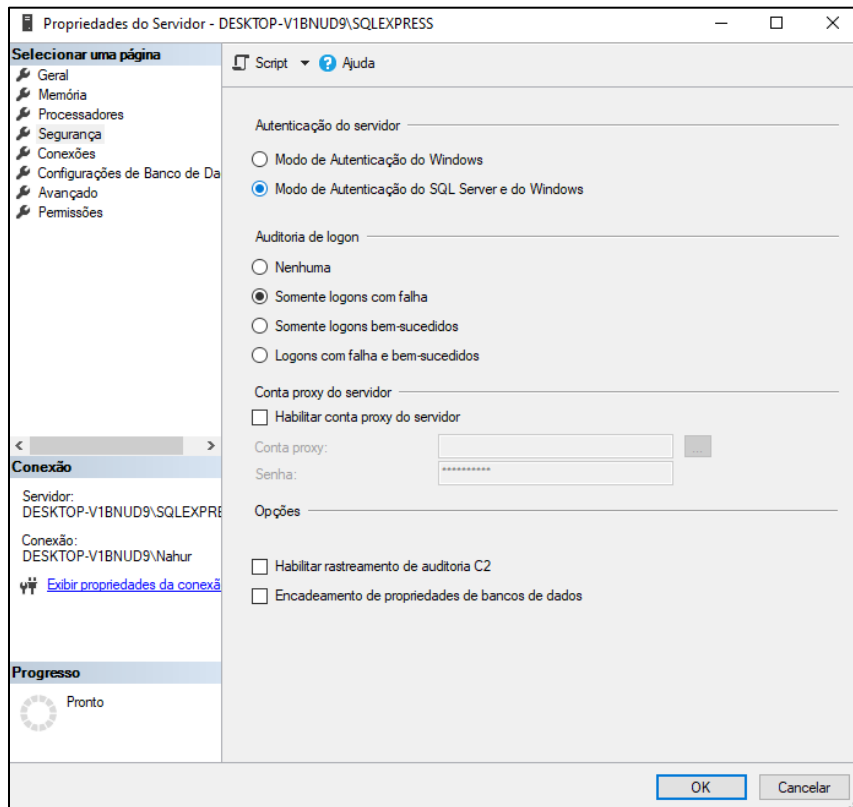 Propriedades do Servidor - DESKTOP-V1BNUD9\SQLEXPRESS
Selecionar uma página
Geral
Memória
Processadores
Segurança
Conexões
Configurações de Banco de Da
Avançado
Permissões
Script
Ajuda
Autenticação do servidor
Modo de Autenticação do Windows
Modo de Autenticação do SQL Server e do Windows
Auditoria de logon
Nenhuma
Somente logons com falha
Somente logons bem-sucedidos
Logons com falha e bem-sucedidos
Conta proxy do servidor
Habilitar conta proxy do servidor
Conta proxy:
...
Senha:
**********
Opções
Habilitar rastreamento de auditoria C2
Encadeamento de propriedades de bancos de dados
Conexão
Servidor:
DESKTOP-V1BNUD9\SQLEXPRE
Conexão:
DESKTOP-V1BNUD9\Nahur
Exibir propriedades da conexã
Progresso
Pronto
OK
Cancelar